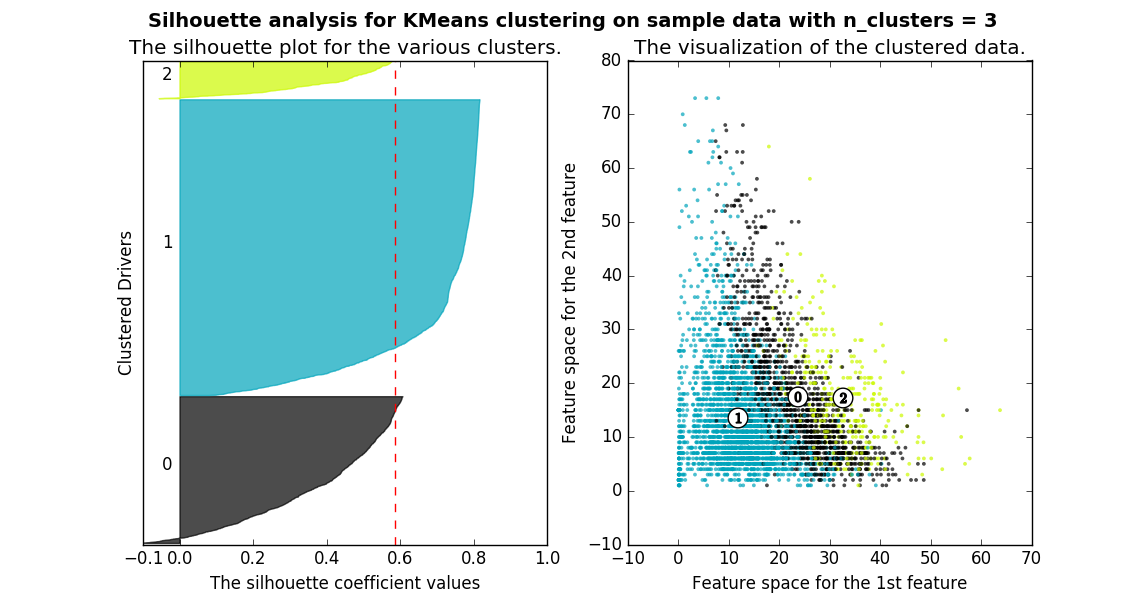 Silhouette analysis for KMeans clustering on sample data with n_clusters = 3
The silhouette plot for the various clusters.
2
1
0
Clustered Drivers
−0.1 0.0 0.2 0.4 0.6 0.8 1.0
The silhouette coefficient values
The visualization of the clustered data.
80
70
60
50
40
30
20
10
0
−10
Feature space for the 2nd feature
0
2
1
−10 0 10 20 30 40 50 60 70
Feature space for the 1st feature